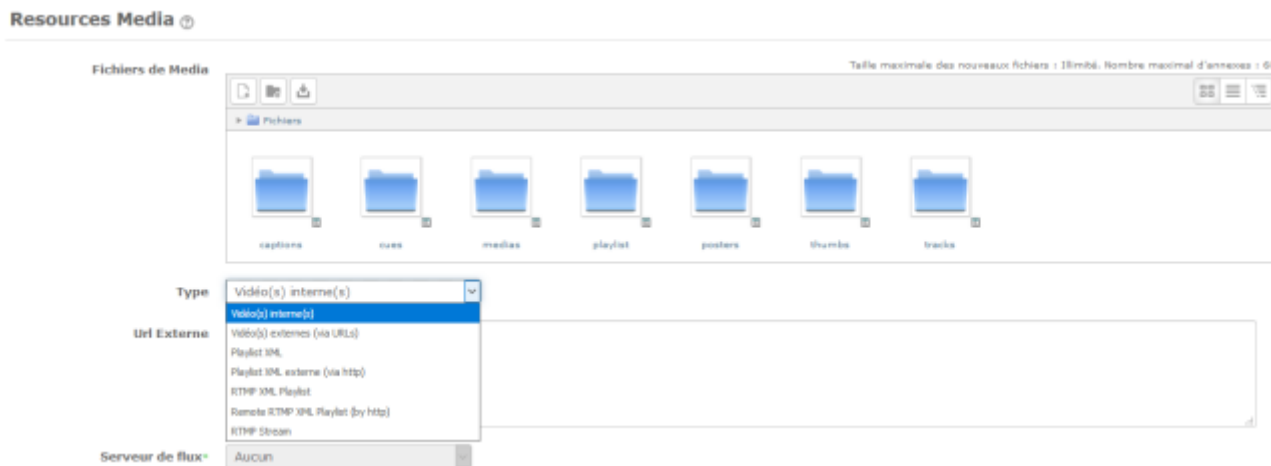 Resources Media
Fichiers de Media
Taille maximale des nouveaux fichiers : Illimité. Nombre maximal d'annexes : 6
Fichiers
captions
cues
medias
playlist
posters
thumbs
tracks
Type
Vidéo(s) interne(s)
Vidéo(s) interne(s)
Url Externe
Vidéo(s) externes (via URLs)
Playlist XML
Playlist XML externe (via http)
RTMP XML Playlist
Remote RTMP XML Playlist (by http)
RTMP Stream
Serveur de flux*
Aucun